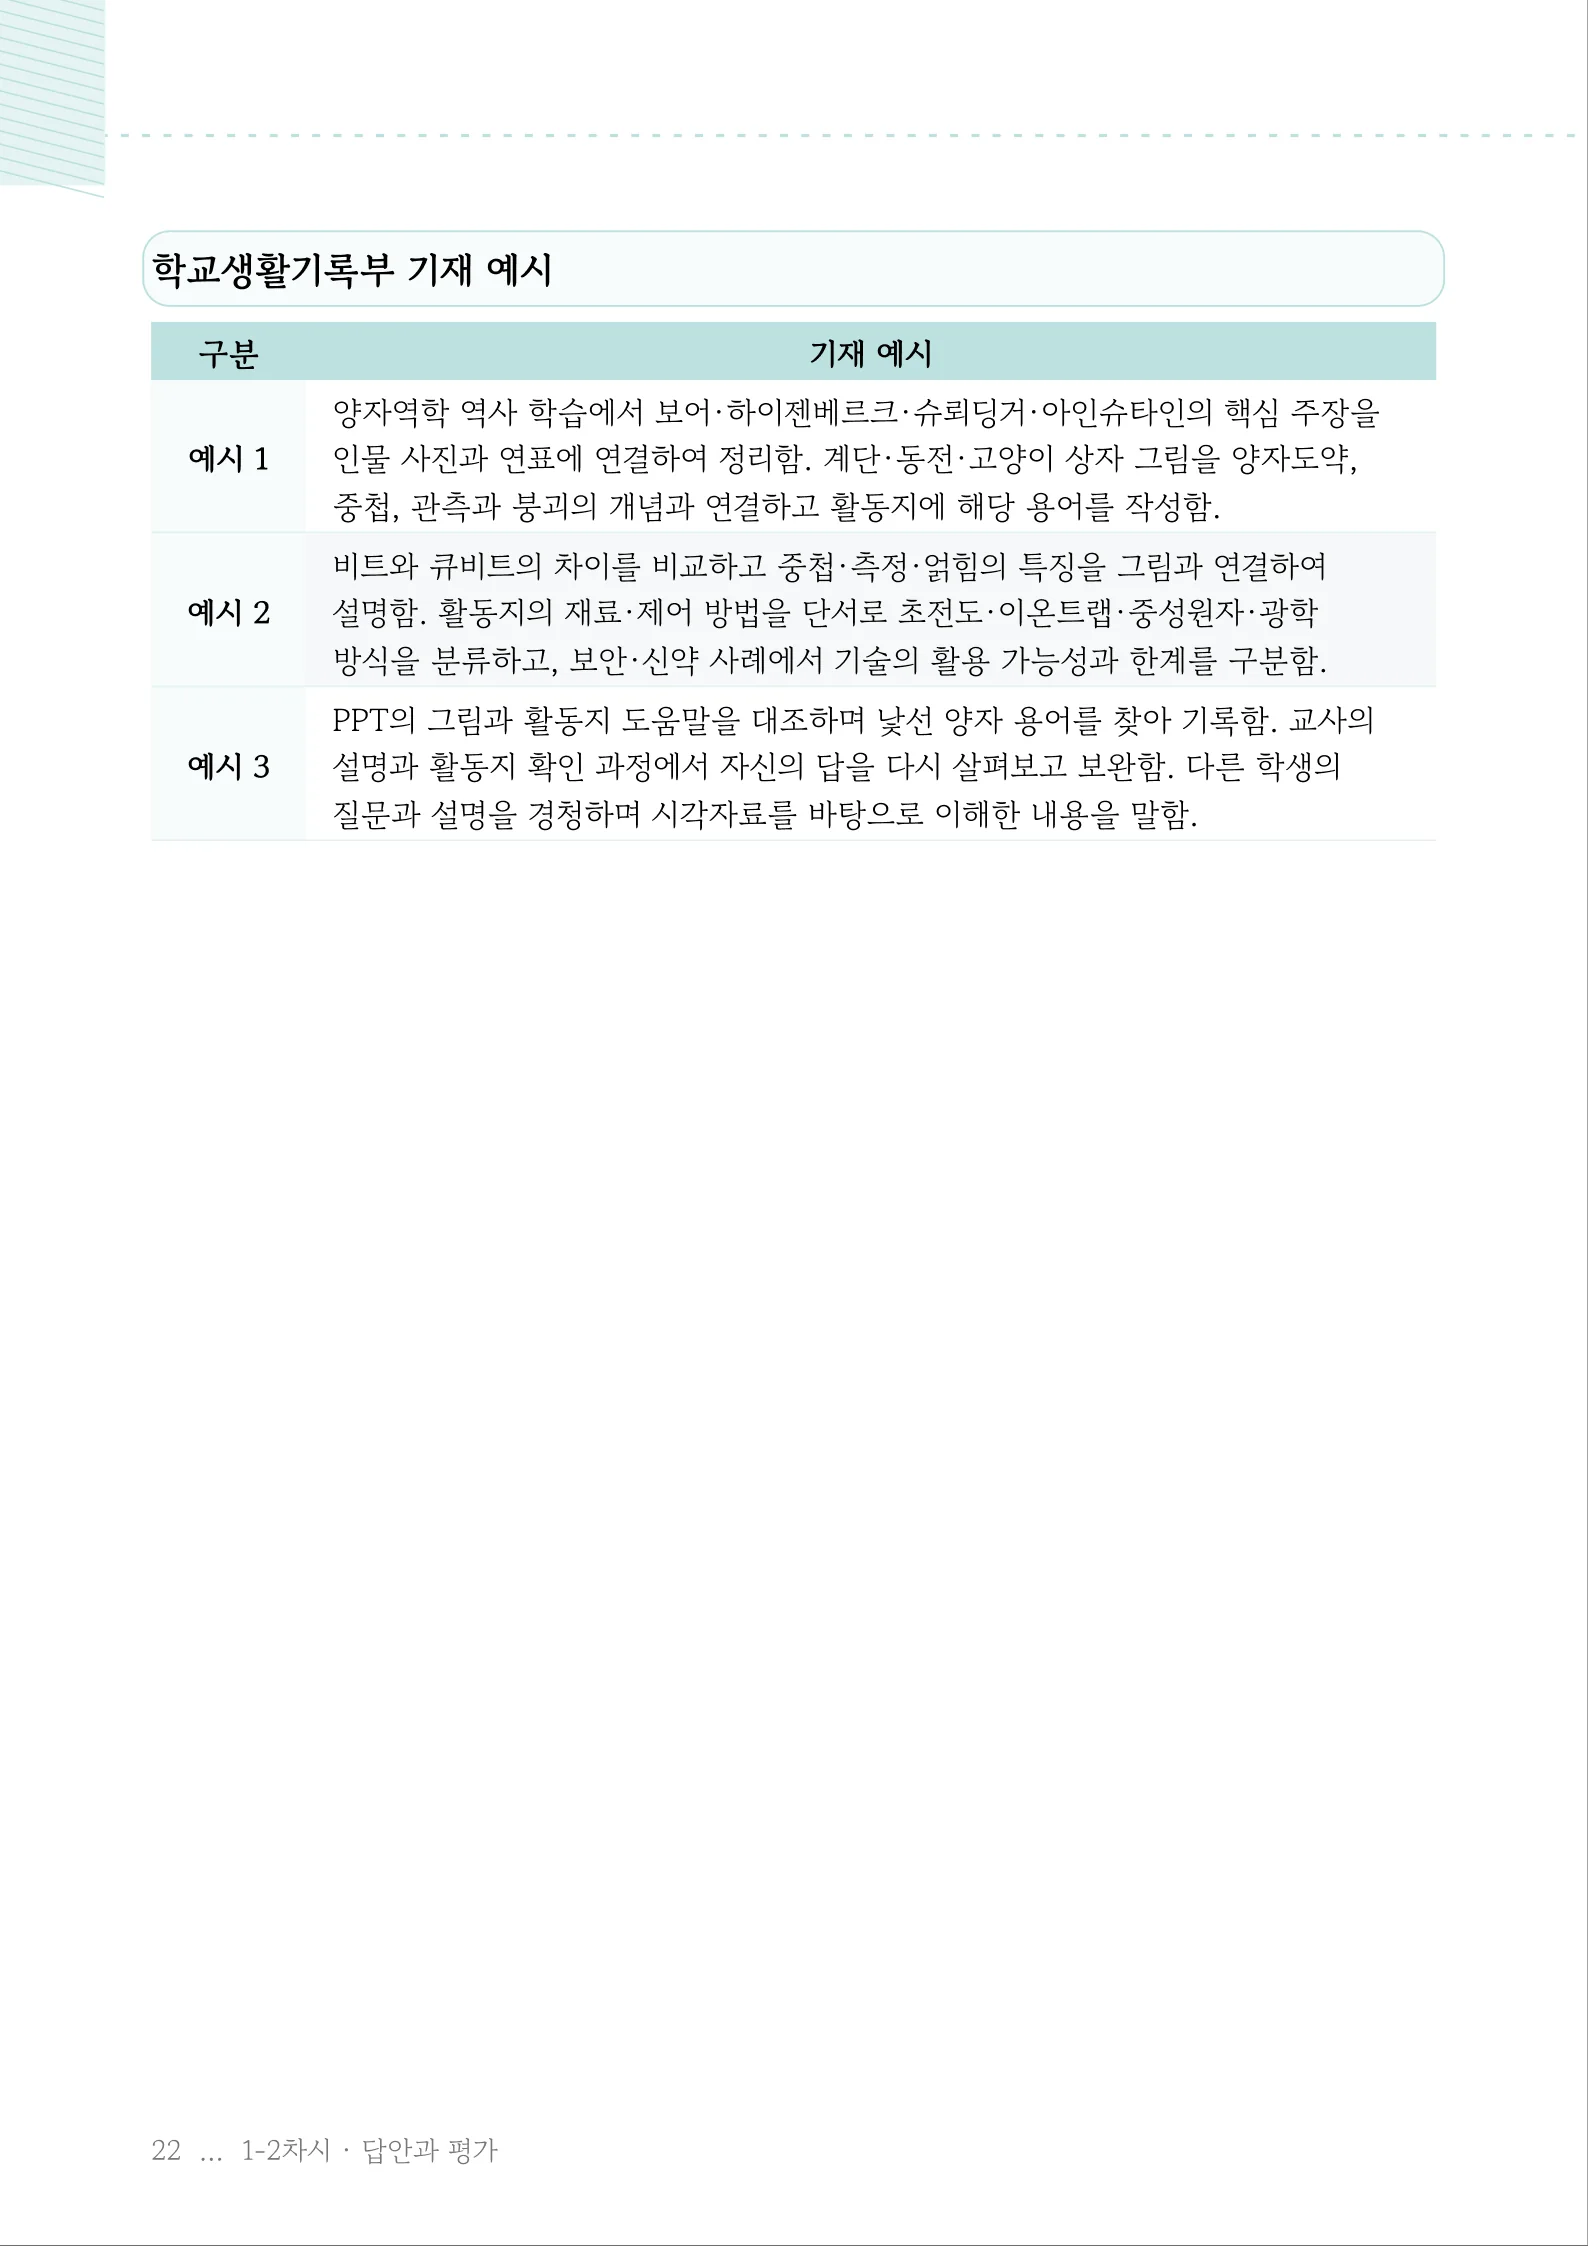 학교생활기록부 기재 예시
구분 기재 예시
예시 1
양자역학 역사 학습에서 보어·하이젠베르크·슈뢰딩거·아인슈타인의 핵심 주장을
인물 사진과 연표에 연결하여 정리함. 계단·동전·고양이 상자 그림을 양자도약,
중첩, 관측과 붕괴의 개념과 연결하고 활동지에 해당 용어를 작성함.
예시 2
비트와 큐비트의 차이를 비교하고 중첩·측정·얽힘의 특징을 그림과 연결하여
설명함. 활동지의 재료·제어 방법을 단서로 초전도·이온트랩·중성원자·광학
방식을 분류하고, 보안·신약 사례에서 기술의 활용 가능성과 한계를 구분함.
예시 3
PPT의 그림과 활동지 도움말을 대조하며 낯선 양자 용어를 찾아 기록함. 교사의
설명과 활동지 확인 과정에서 자신의 답을 다시 살펴보고 보완함. 다른 학생의
질문과 설명을 경청하며 시각자료를 바탕으로 이해한 내용을 말함.
22 ... 1-2차시 · 답안과 평가